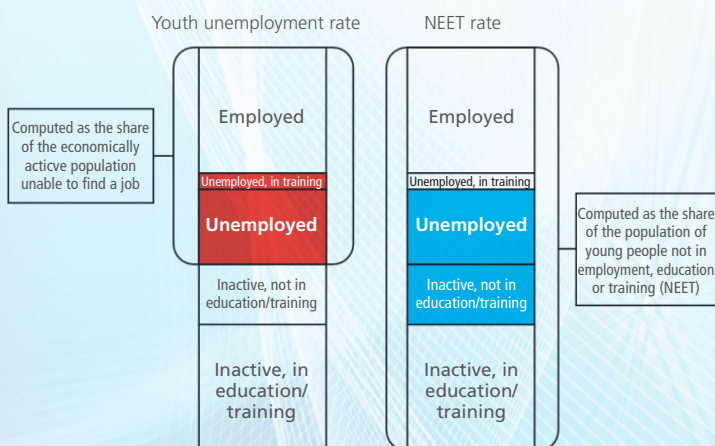 Youth unemployment rate
NEET rate
Computed as the share
of the economically
acticve population
unable to find a job
Employed
Unemployed, in training
Unemployed
Inactive, not in
education/training
Inactive, in
education/
training
Employed
Unemployed, in training
Unemployed
Inactive, not in
education/training
Inactive, in
education/
training
Computed as the share
of the population of
young people not in
employment, education
or training (NEET)